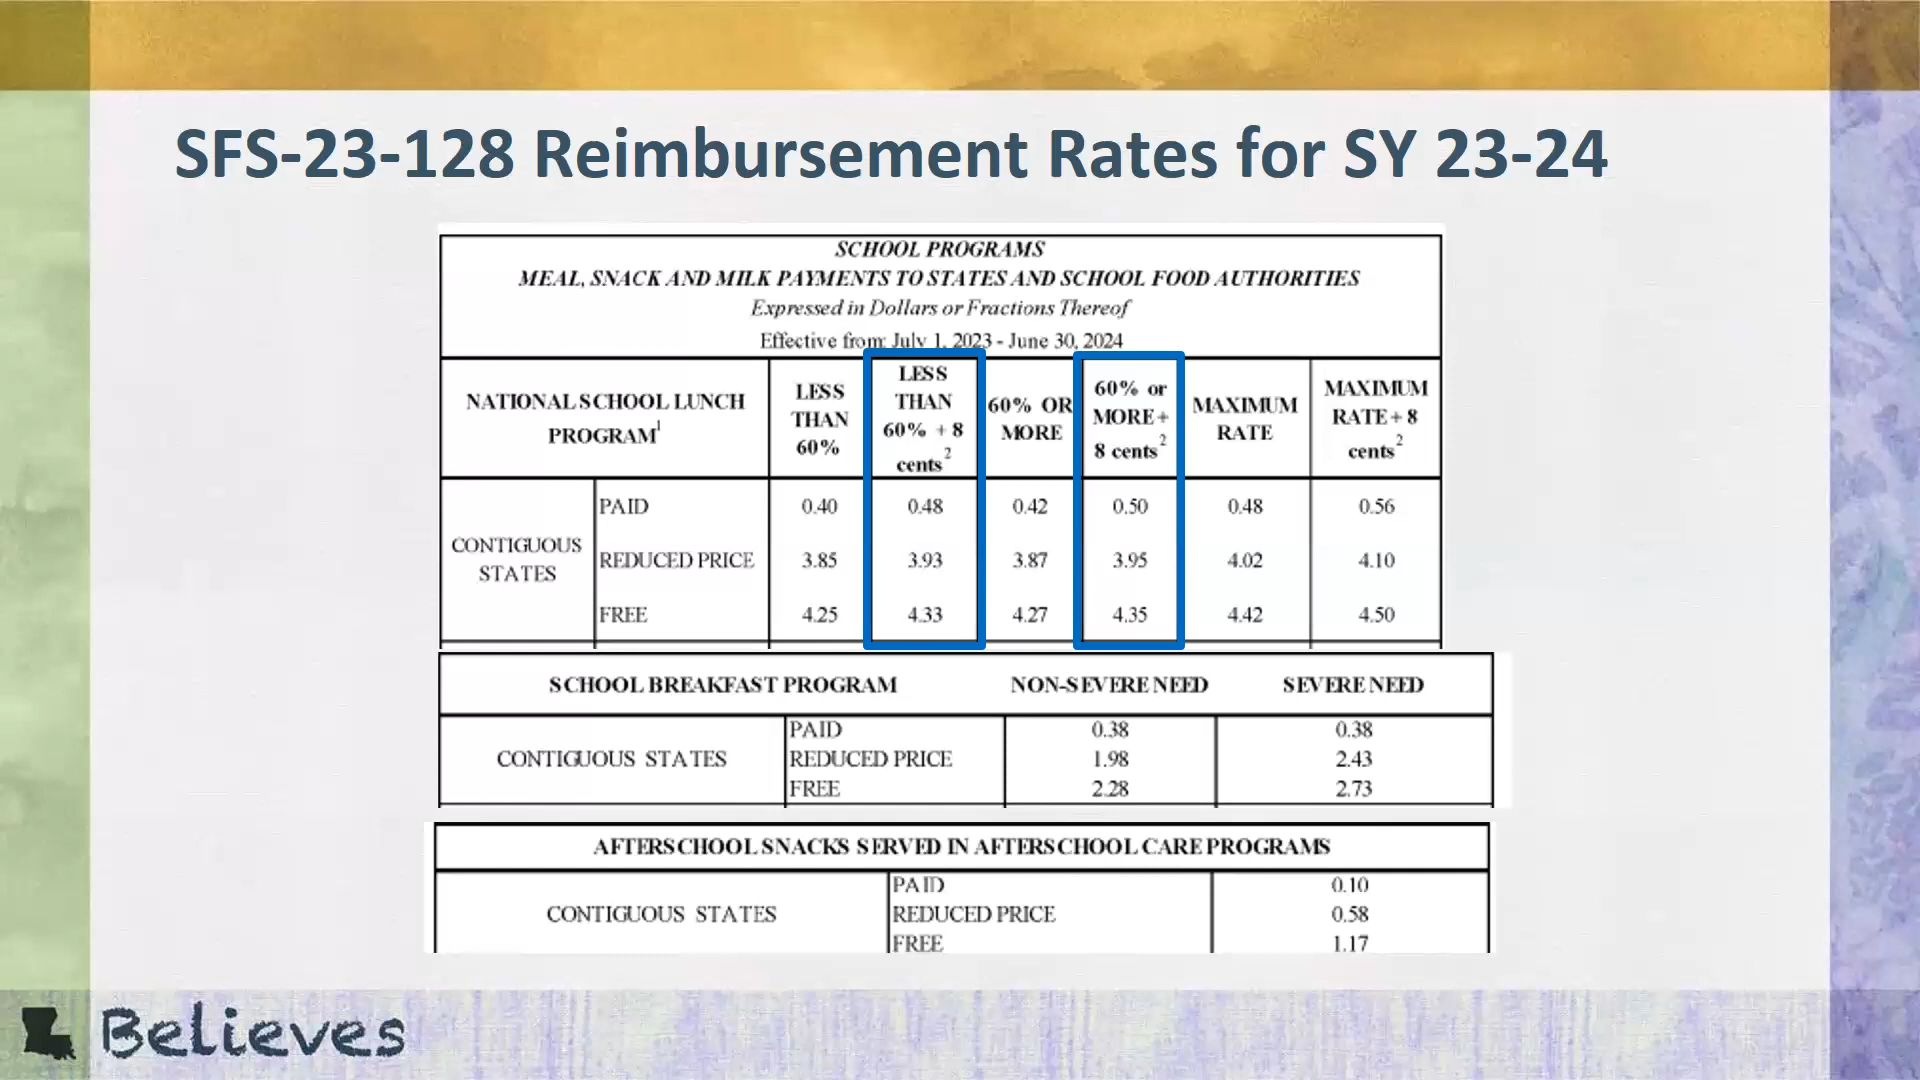 SFS-23-128 Reimbursement Rates for SY 23-24
SCHOOL PROGRAMS
MEAL, SNACK AND MILK PAYMENTS TO STATES AND SCHOOL FOOD AUTHORITIES
Expressed in Dollars or Fractions Thereof
Effective from: July 1, 2023 - June 30, 2024
NATIONAL SCHOOL LUNCH PROGRAM1 LESS THAN 60% LESS THAN 60% + 8 cents2 60% OR MORE 60% or MORE + 8 cents2 MAXIMUM RATE MAXIMUM RATE + 8 cents2
CONTIGUOUS STATES
PAID 0.40 0.48 0.42 0.50 0.48 0.56
REDUCED PRICE 3.85 3.93 3.87 3.95 4.02 4.10
FREE 4.25 4.33 4.27 4.35 4.42 4.50
SCHOOL BREAKFAST PROGRAM NON-SEVERE NEED SEVERE NEED
CONTIGUOUS STATES
PAID 0.38 0.38
REDUCED PRICE 1.98 2.43
FREE 2.28 2.73
AFTERSCHOOL SNACKS SERVED IN AFTERSCHOOL CARE PROGRAMS
CONTIGUOUS STATES
PAID 0.10
REDUCED PRICE 0.58
FREE 1.17
Believes